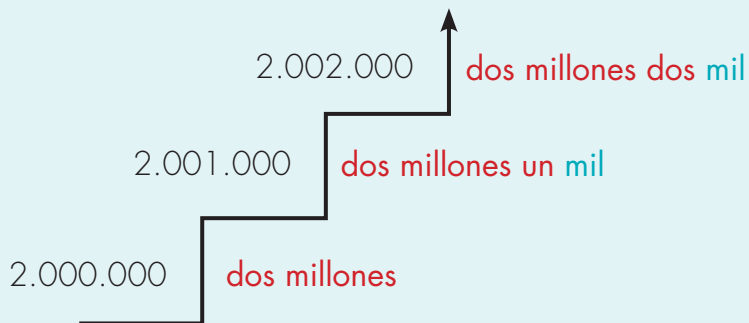 2.002.000 dos millones dos mil
2.001.000 dos millones un mil
2.000.000 dos millones